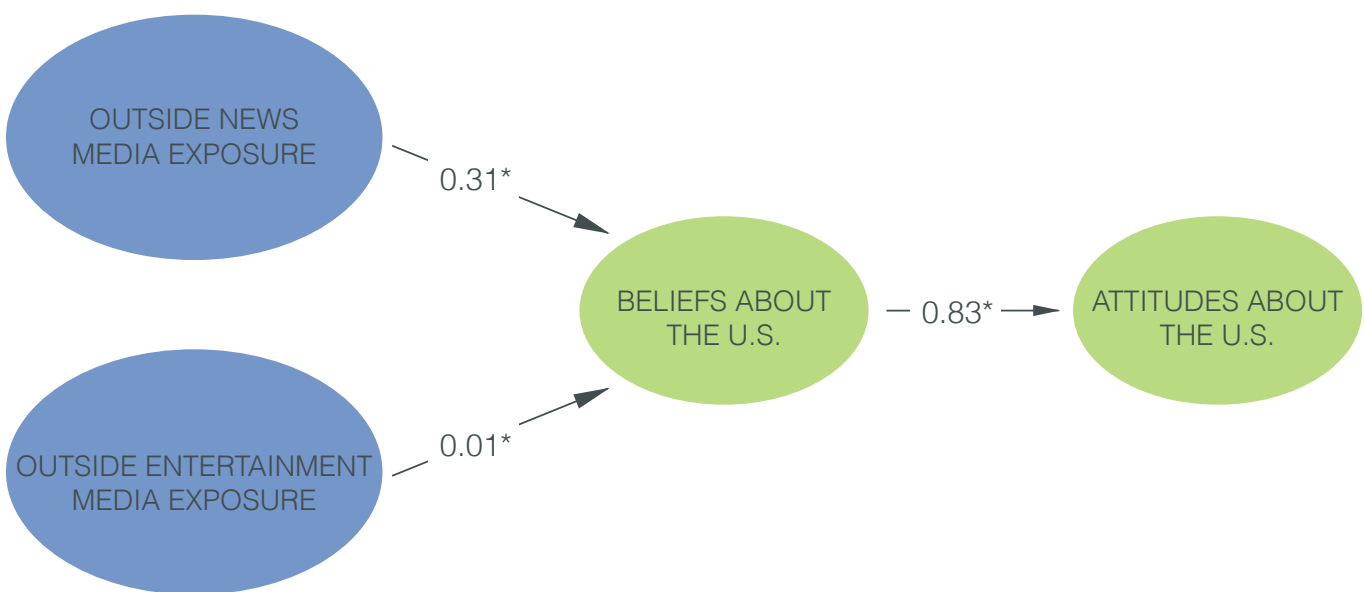 OUTSIDE NEWS
MEDIA EXPOSURE
0.31*
BELIEFS ABOUT
THE U.S.
0.83*
ATTITUDES ABOUT
THE U.S.
0.01*
OUTSIDE ENTERTAINMENT
MEDIA EXPOSURE